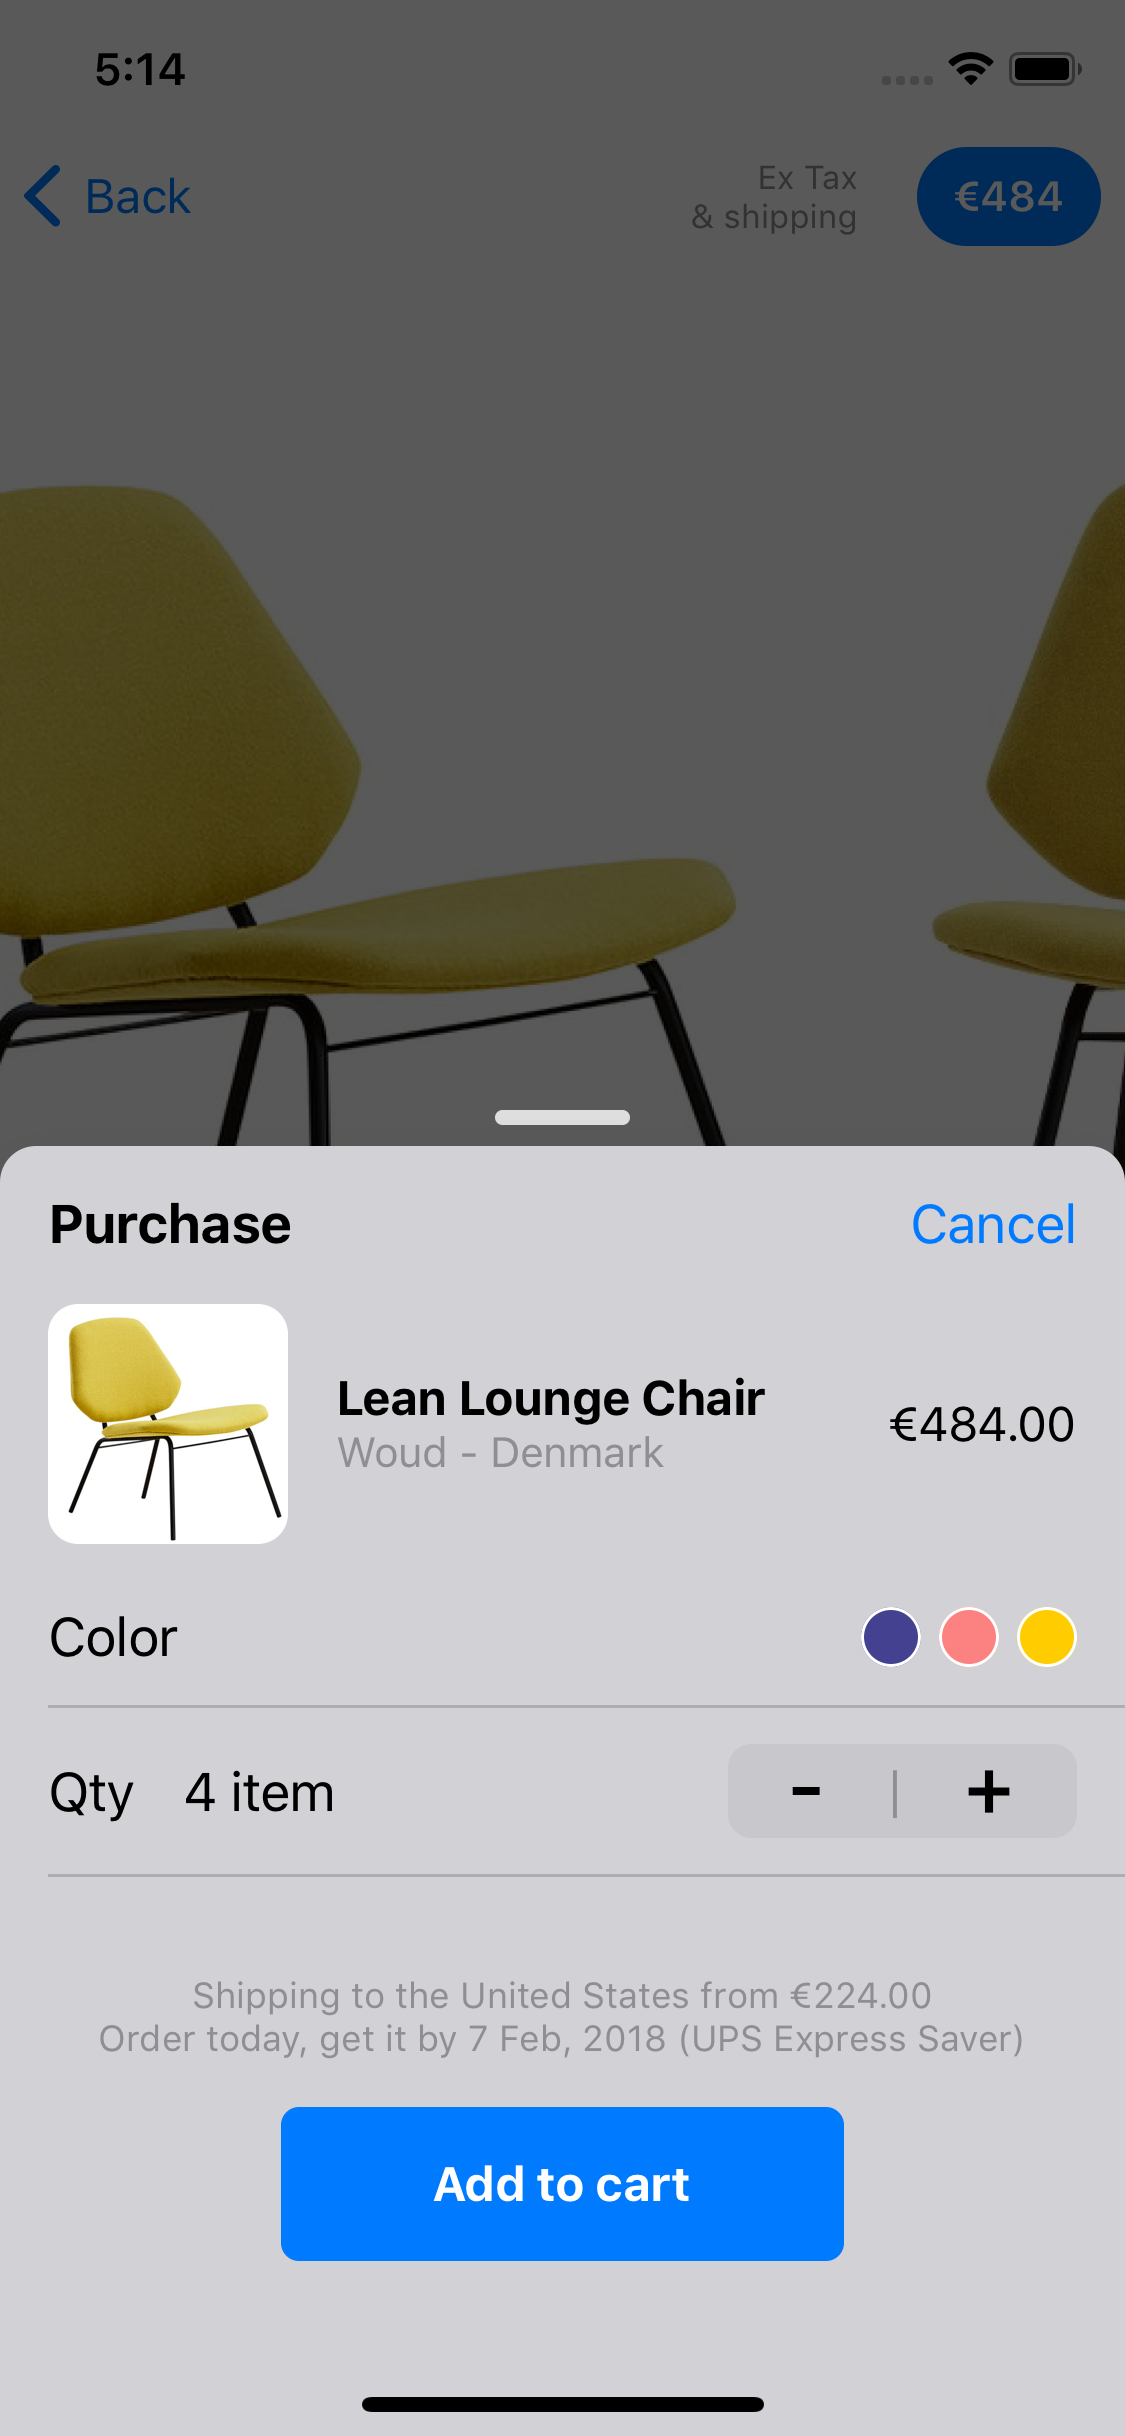 5:14
Back
Ex Tax
& shipping
€484
Purchase
Cancel
Lean Lounge Chair
Woud - Denmark
€484.00
Color
Qty 4 item
- | +
Shipping to the United States from €224.00
Order today, get it by 7 Feb, 2018 (UPS Express Saver)
Add to cart